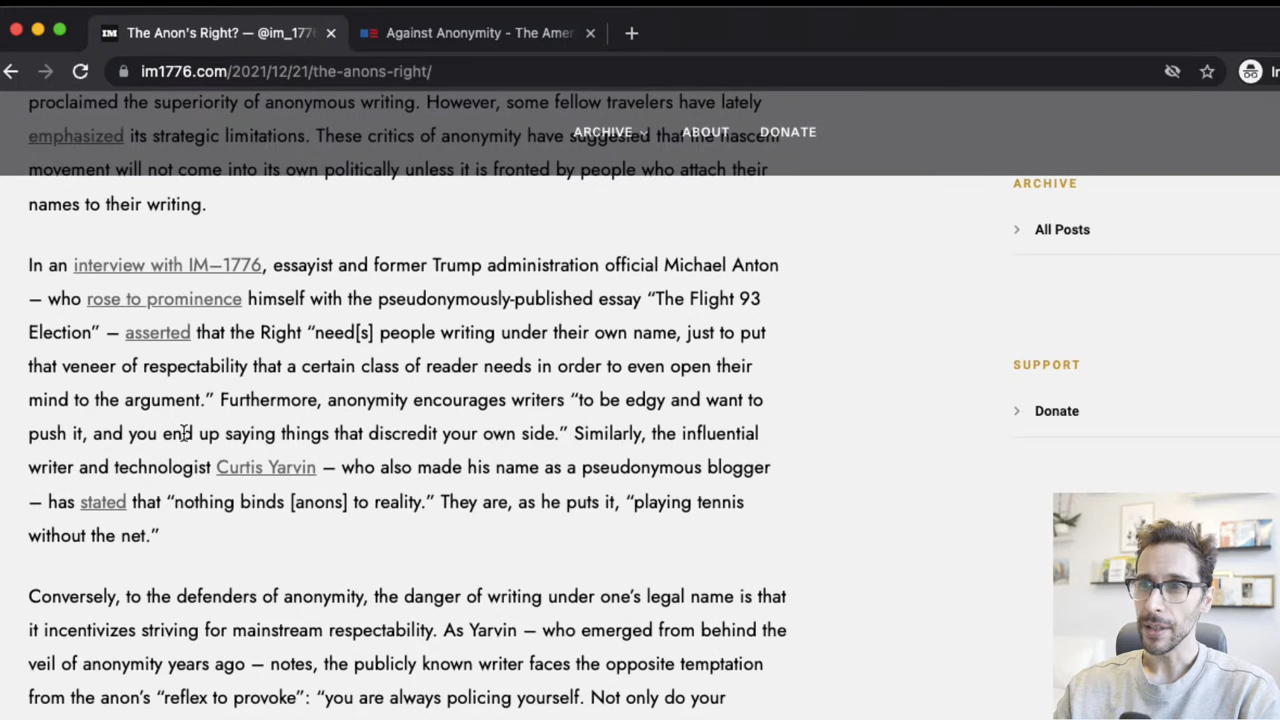 The Anon's Right? — @im_177
Against Anonymity - The Amer
im1776.com/2021/12/21/the-anons-right/
proclaimed the superiority of anonymous writing. However, some fellow travelers have lately
ARCHIVE ABOUT DONATE
emphasized its strategic limitations. These critics of anonymity have suggested that the nascent
movement will not come into its own politically unless it is fronted by people who attach their
names to their writing.
In an interview with IM—1776, essayist and former Trump administration official Michael Anton
— who rose to prominence himself with the pseudonymously-published essay “The Flight 93
Election” — asserted that the Right “need[s] people writing under their own name, just to put
that veneer of respectability that a certain class of reader needs in order to even open their
mind to the argument.” Furthermore, anonymity encourages writers “to be edgy and want to
push it, and you end up saying things that discredit your own side.” Similarly, the influential
writer and technologist Curtis Yarvin — who also made his name as a pseudonymous blogger
— has stated that “nothing binds [anons] to reality.” They are, as he puts it, “playing tennis
without the net.”
Conversely, to the defenders of anonymity, the danger of writing under one’s legal name is that
it incentivizes striving for mainstream respectability. As Yarvin — who emerged from behind the
veil of anonymity years ago — notes, the publicly known writer faces the opposite temptation
from the anon’s “reflex to provoke”: “you are always policing yourself. Not only do your
ARCHIVE
All Posts
SUPPORT
Donate